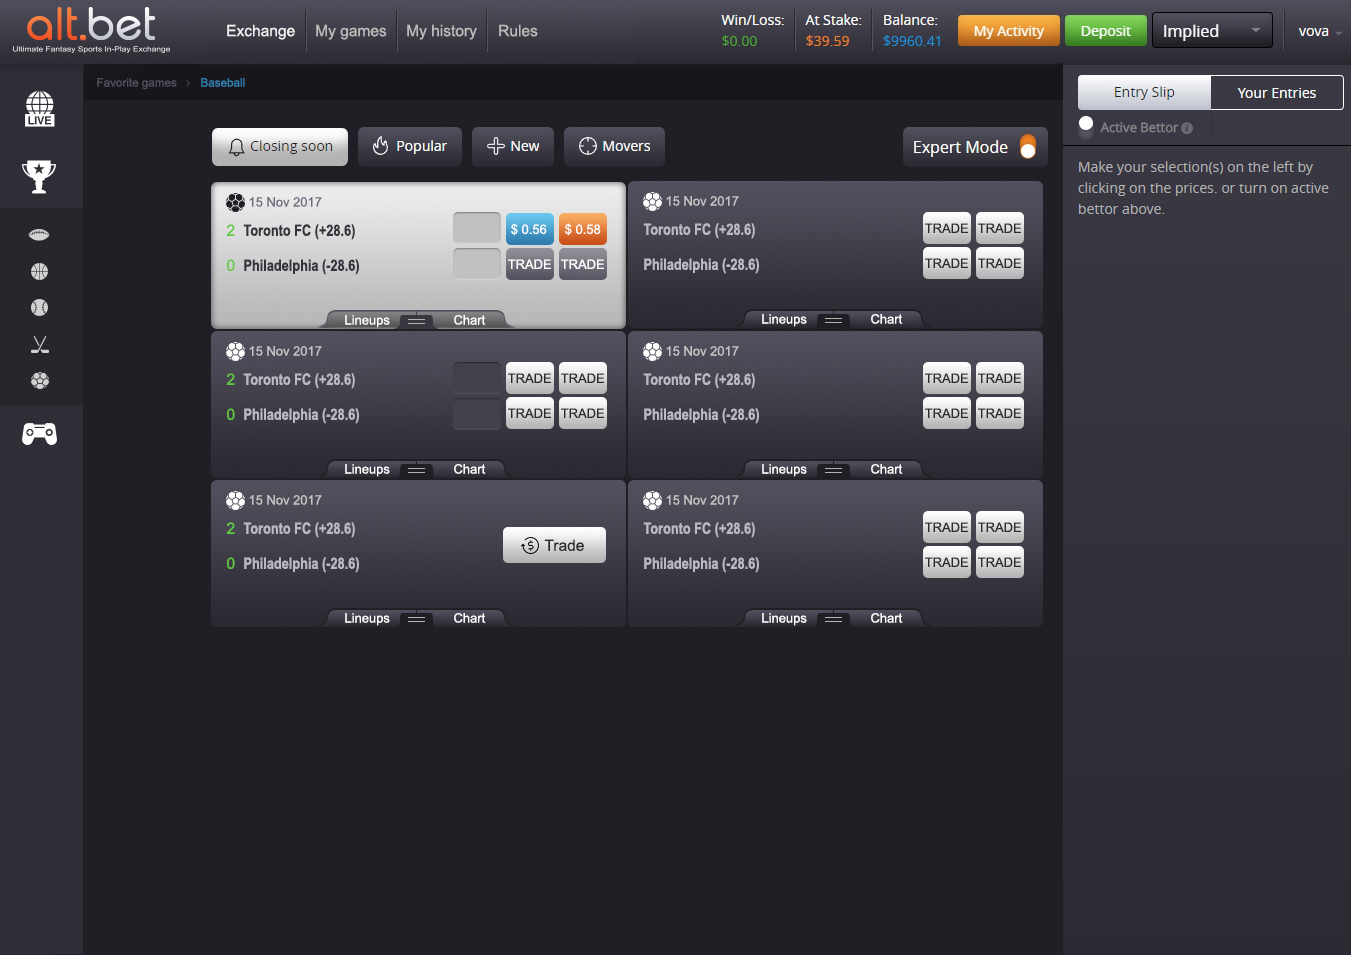 alt.bet
Ultimate Fantasy Sports In-Play Exchange
Exchange
My games
My history
Rules
Win/Loss:
$0.00
At Stake:
$39.59
Balance:
$9960.41
My Activity
Deposit
Implied
vova
LIVE
Favorite games > Baseball
Closing soon
Popular
New
Movers
Expert Mode
15 Nov 2017
2 Toronto FC (+28.6) $ 0.56 $ 0.58
0 Philadelphia (-28.6) TRADE TRADE
Lineups Chart
15 Nov 2017
Toronto FC (+28.6) TRADE TRADE
Philadelphia (-28.6) TRADE TRADE
Lineups Chart
15 Nov 2017
2 Toronto FC (+28.6) TRADE TRADE
0 Philadelphia (-28.6) TRADE TRADE
Lineups Chart
15 Nov 2017
Toronto FC (+28.6) TRADE TRADE
Philadelphia (-28.6) TRADE TRADE
Lineups Chart
15 Nov 2017
2 Toronto FC (+28.6)
Trade
0 Philadelphia (-28.6)
Lineups Chart
15 Nov 2017
Toronto FC (+28.6) TRADE TRADE
Philadelphia (-28.6) TRADE TRADE
Lineups Chart
Entry Slip
Your Entries
Active Bettor
Make your selection(s) on the left by
clicking on the prices. or turn on active
bettor above.